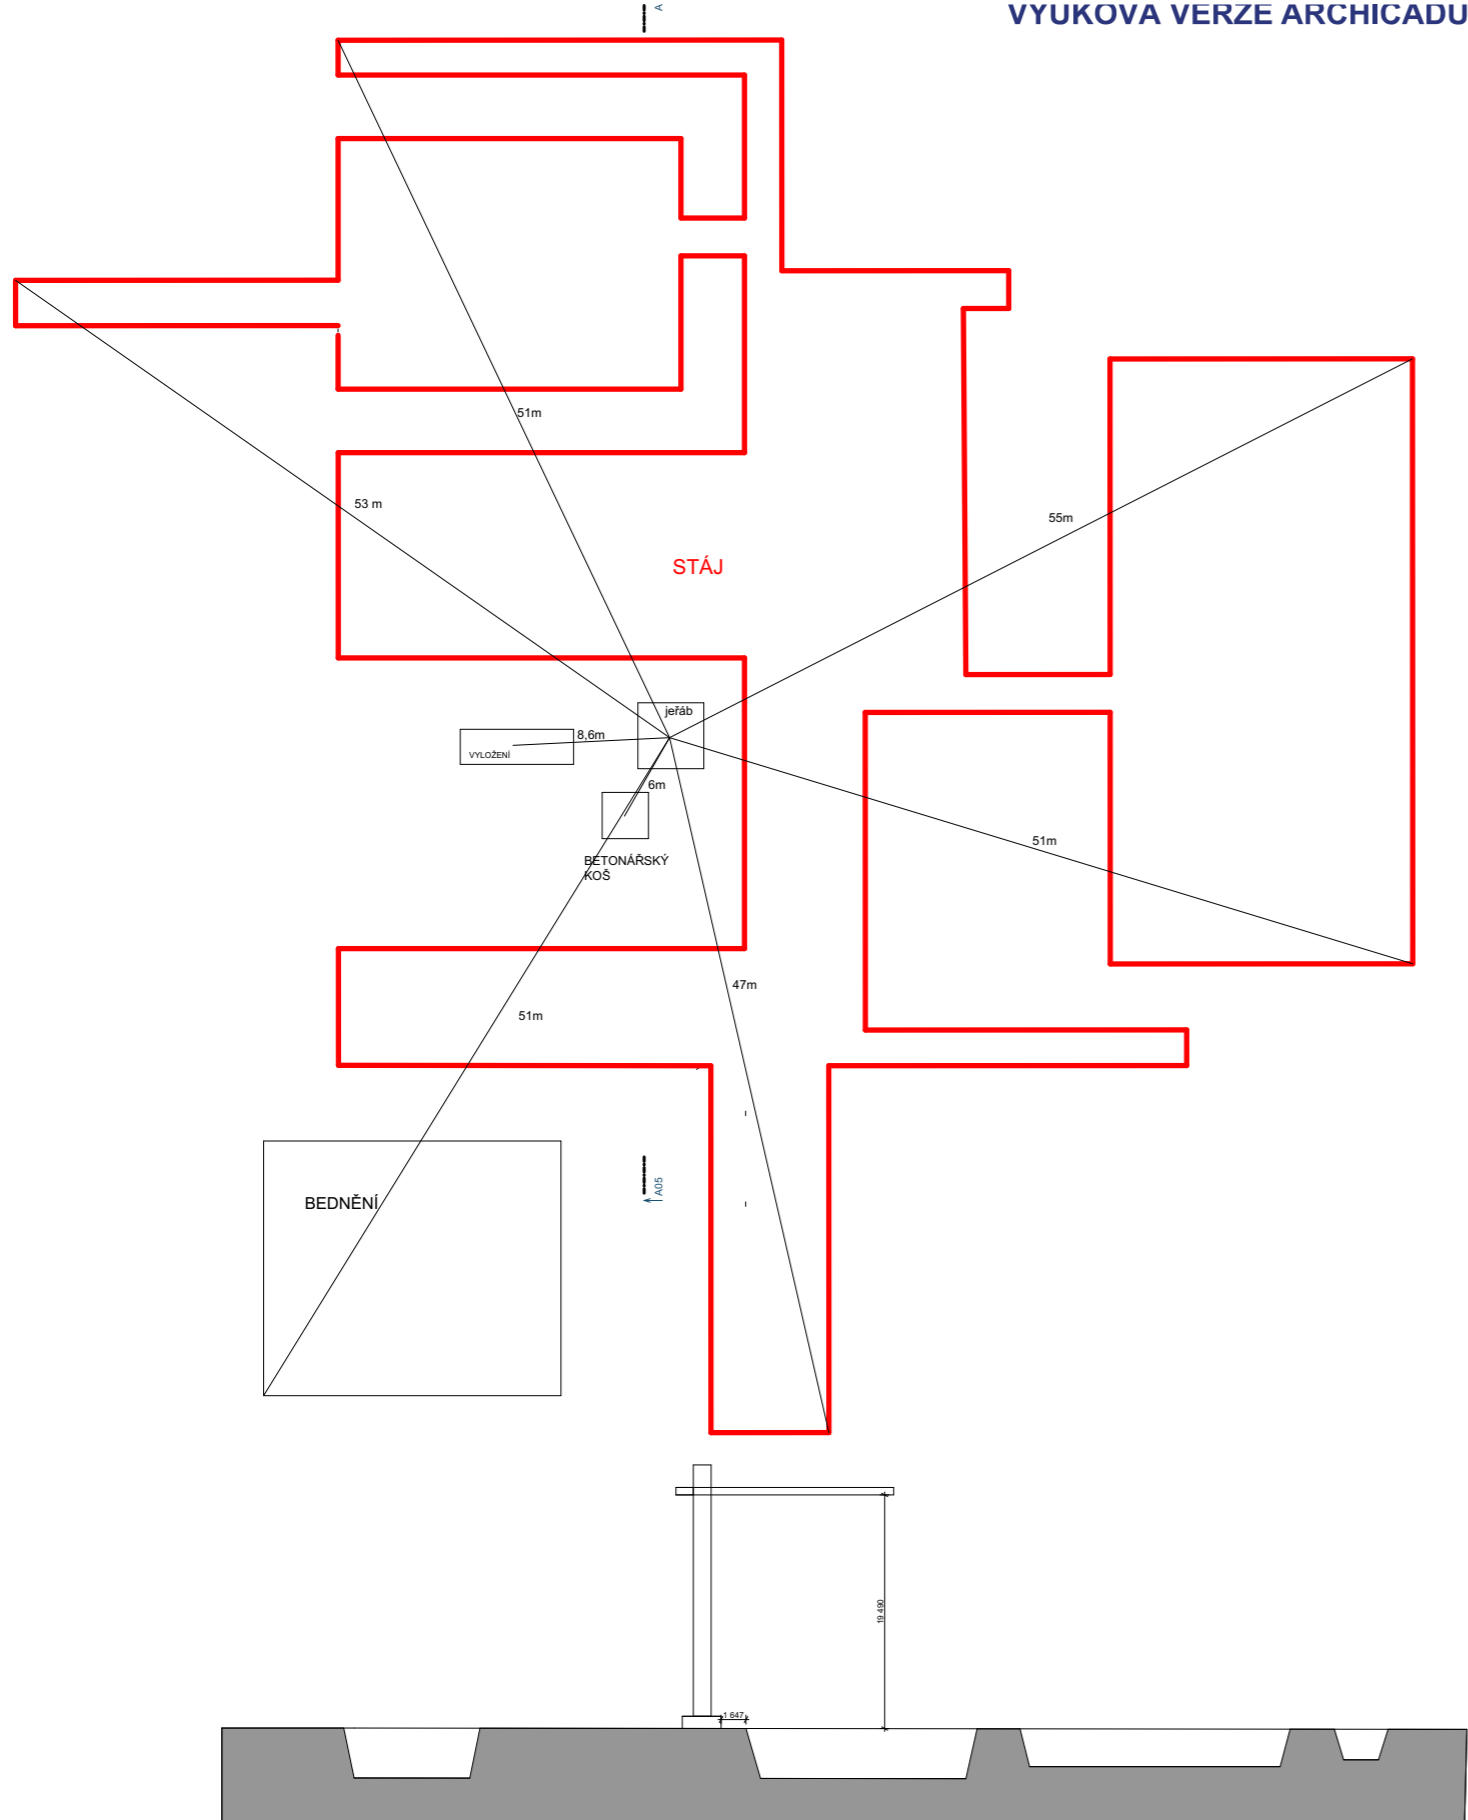 A
VÝUKOVÁ VERZE ARCHICADU
51m
53 m
55m
STÁJ
jeřáb
8,6m
VYLOŽENÍ
6m
51m
BETONÁŘSKÝ
KOŠ
47m
51m
A05
BEDNĚNÍ
19 490
1 647